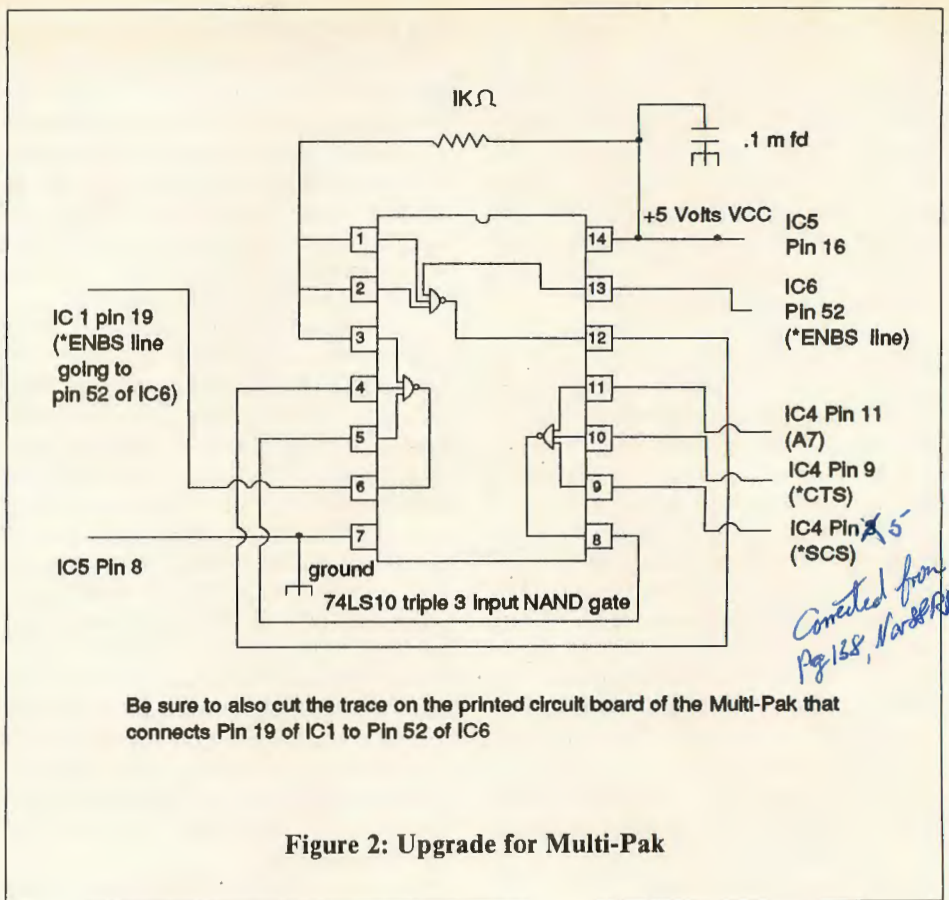 IKΩ
.1 m fd
+5 Volts VCC
IC5
Pin 16
1
14
2
13
IC6
Pin 52
(*ENBS line)
IC 1 pin 19
(*ENBS line
going to
pin 52 of IC6)
3
12
4
11
IC4 Pin 11
(A7)
5
10
IC4 Pin 9
(*CTS)
6
9
IC4 Pin 5
(*SCS)
7
8
IC5 Pin 8
ground
74LS10 triple 3 input NAND gate
Corrected from
Pg 138, Nov 88
Be sure to also cut the trace on the printed circuit board of the Multi-Pak that
connects Pin 19 of IC1 to Pin 52 of IC6
Figure 2: Upgrade for Multi-Pak